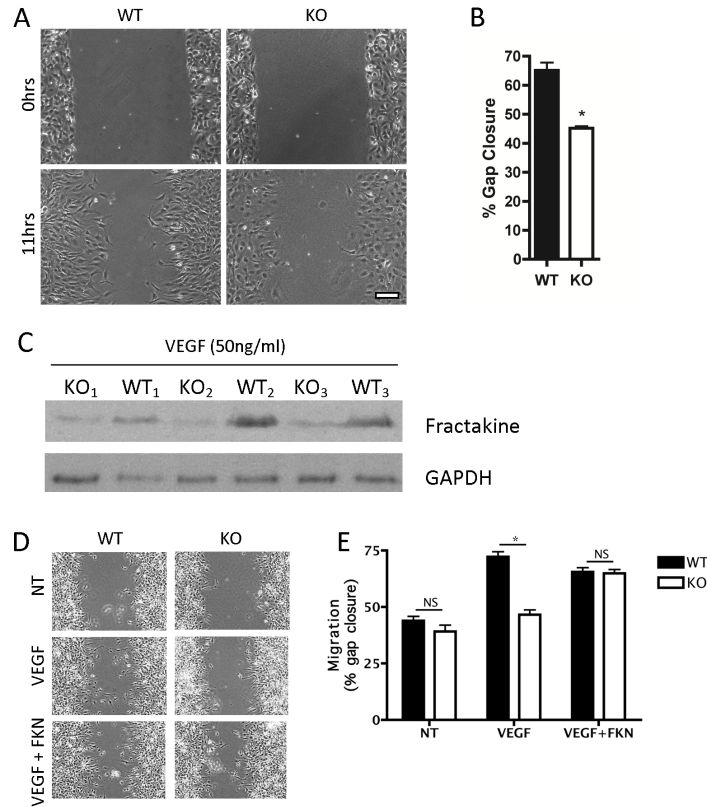 A
WT
KO
0hrs
11hrs
B
70
60
50
40
30
20
10
0
% Gap Closure
*
WT
KO
C
VEGF (50ng/ml)
KO₁ WT₁ KO₂ WT₂ KO₃ WT₃
Fractakine
GAPDH
D
WT
KO
NT
VEGF
VEGF + FKN
E
75
50
25
0
Migration
(% gap closure)
NS
*
NS
NT
VEGF
VEGF+FKN
WT
KO